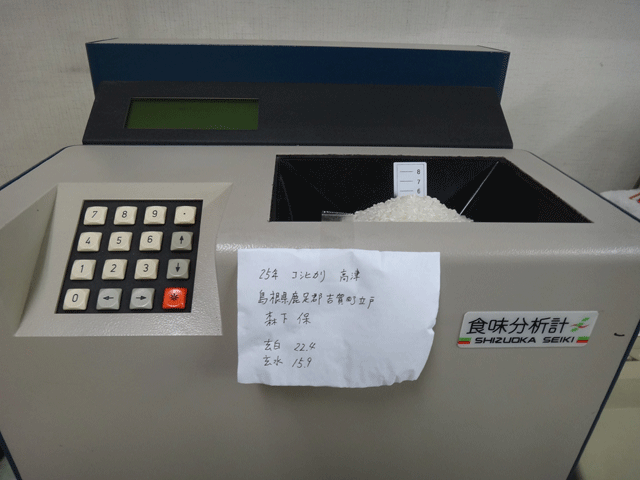 8
7
6
7 8 9 ・
4 5 6 ↑
1 2 3 ↓
0 ← → *
25年 コシヒカリ 高津
島根県鹿足郡吉賀町立戸
森下 保
玄白 22.4
玄水 15.9
食味分析計
SHIZUOKA SEIKI